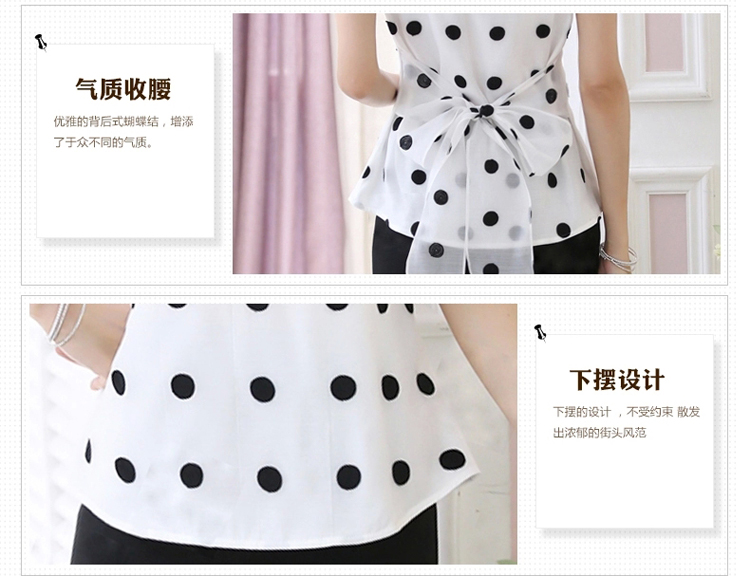 气质收腰
优雅的背后式蝴蝶结，增添
了于众不同的气质。
下摆设计
下摆的设计 ，不受约束 散发
出浓郁的街头风范